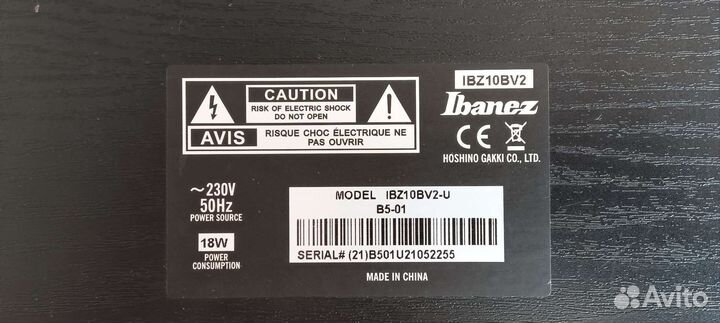 CAUTION
RISK OF ELECTRIC SHOCK
DO NOT OPEN
AVIS
RISQUE CHOC ÉLECTRIQUE NE
PAS OUVRIR
IBZ10BV2
Ibanez
CE
HOSHINO GAKKI CO., LTD.
~230V
50Hz
POWER SOURCE
18W
POWER
CONSUMPTION
MODEL IBZ10BV2-U
B5-01
SERIAL# (21)B501U21052255
MADE IN CHINA
Avito